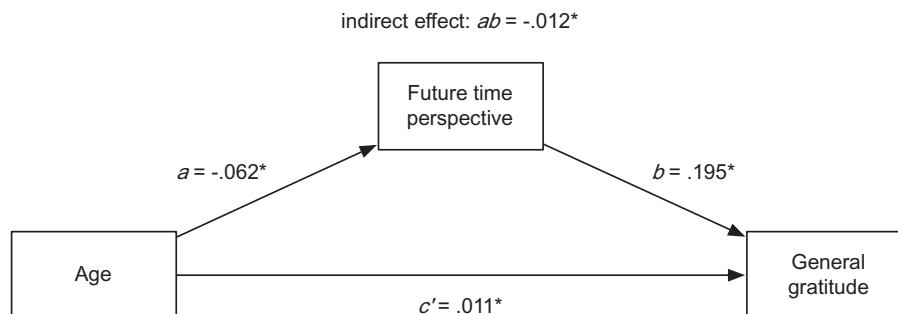 indirect effect: ab = -.012*
Future time
perspective
a = -.062*
b = .195*
Age
General
gratitude
c′ = .011*